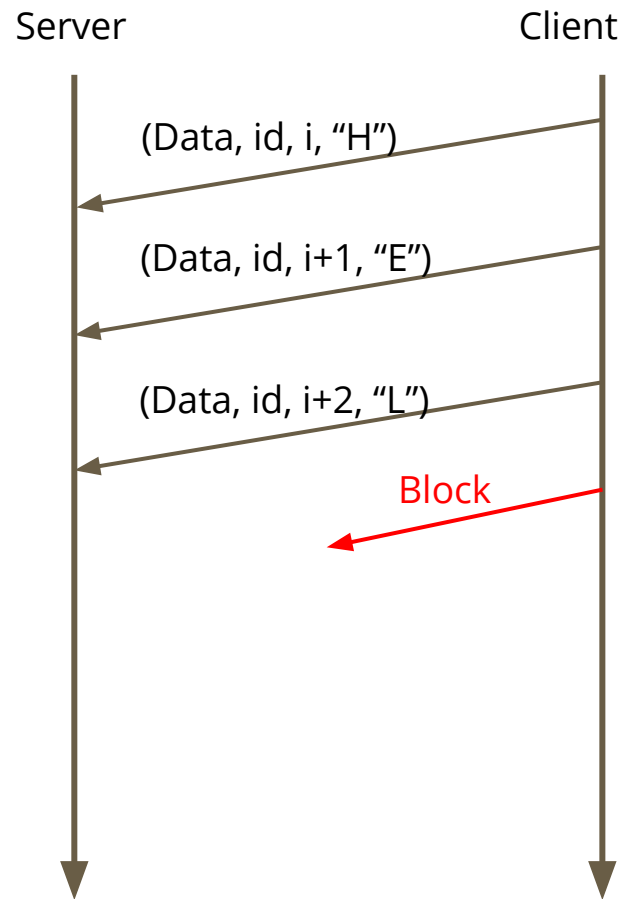 Server
Client
(Data, id, i, “H”)
(Data, id, i+1, “E”)
(Data, id, i+2, “L”)
Block